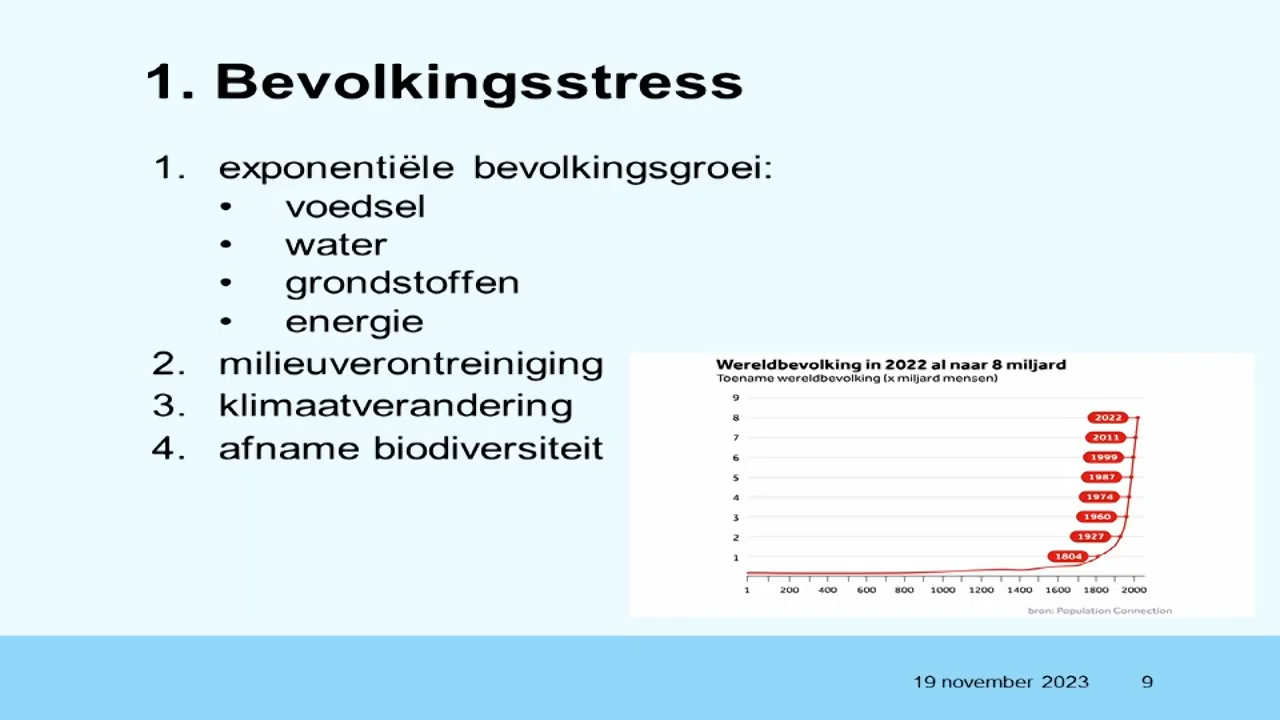 1. Bevolkingsstress
1. exponentiële bevolkingsgroei:
• voedsel
• water
• grondstoffen
• energie
2. milieuverontreiniging
3. klimaatverandering
4. afname biodiversiteit
Wereldbevolking in 2022 al naar 8 miljard
Toename wereldbevolking (x miljard mensen)
9
8 2022
7 2011
6 1999
5 1987
4 1974
3 1960
2 1927
1 1804
1 200 400 600 800 1000 1200 1400 1600 1800 2000
bron: Population Connection
19 november 2023 9